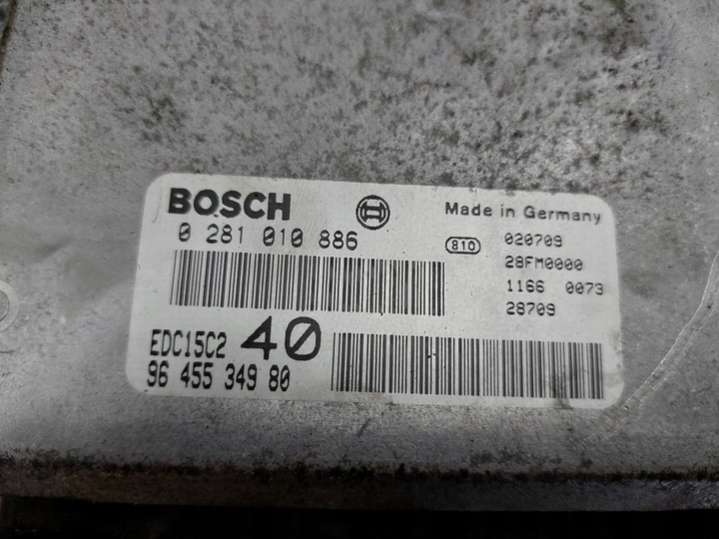 BOSCH
Made in Germany
0 281 010 886
810
020709
28FM0000
1166 0073
28709
EDC15C2 40
96 455 349 80